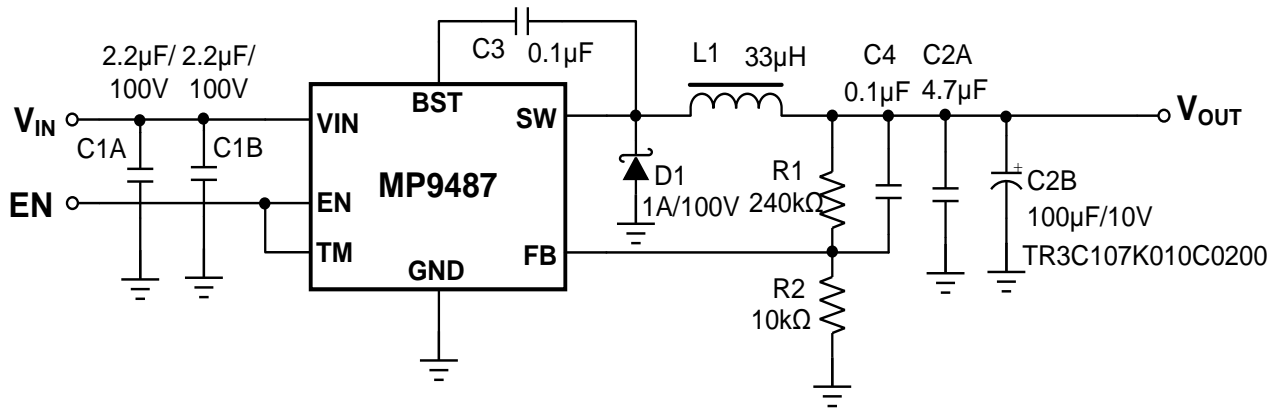 C3 0.1µF
2.2µF/ 2.2µF/
100V 100V
L1 33µH
C4 C2A
0.1µF 4.7µF
BST
VIN VIN SW VOUT
C1A C1B
MP9487
R1
240kΩ
D1
1A/100V
+
C2B
100µF/10V
TR3C107K010C0200
EN EN
TM FB
GND
R2
10kΩ